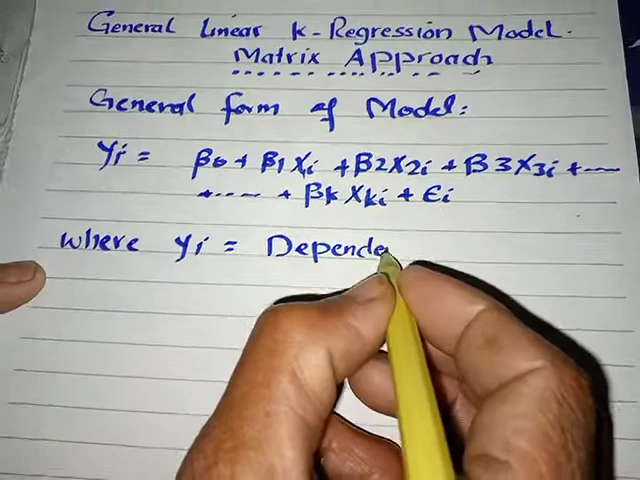 General Linear k-Regression Model.
Matrix Approach
General form of Model:
yi = β0 + β1X1i + β2X2i + β3X3i + ......
+ ..... + βkXki + εi
where yi = Depende